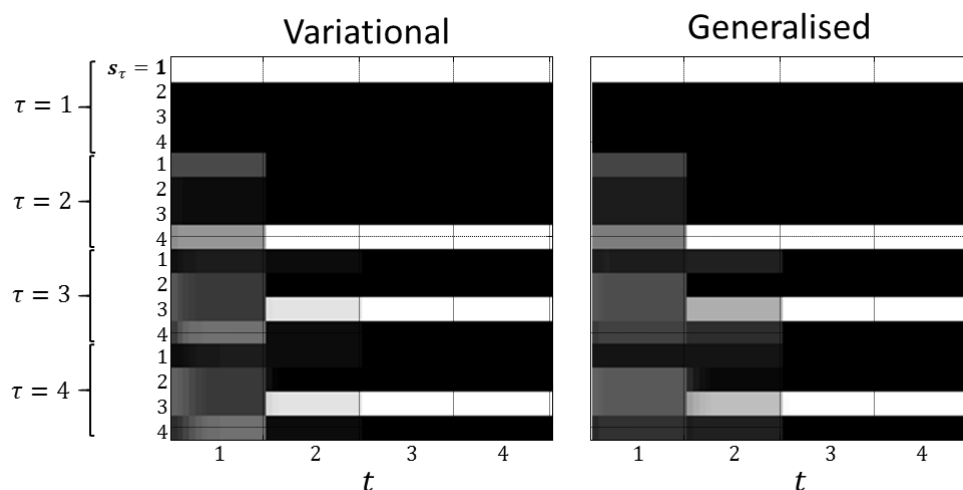 Variational
Generalised
s_τ = 1
2
3
4
τ = 1
1
2
3
4
τ = 2
1
2
3
4
τ = 3
1
2
3
4
τ = 4
1 2 3 4
t
1 2 3 4
t